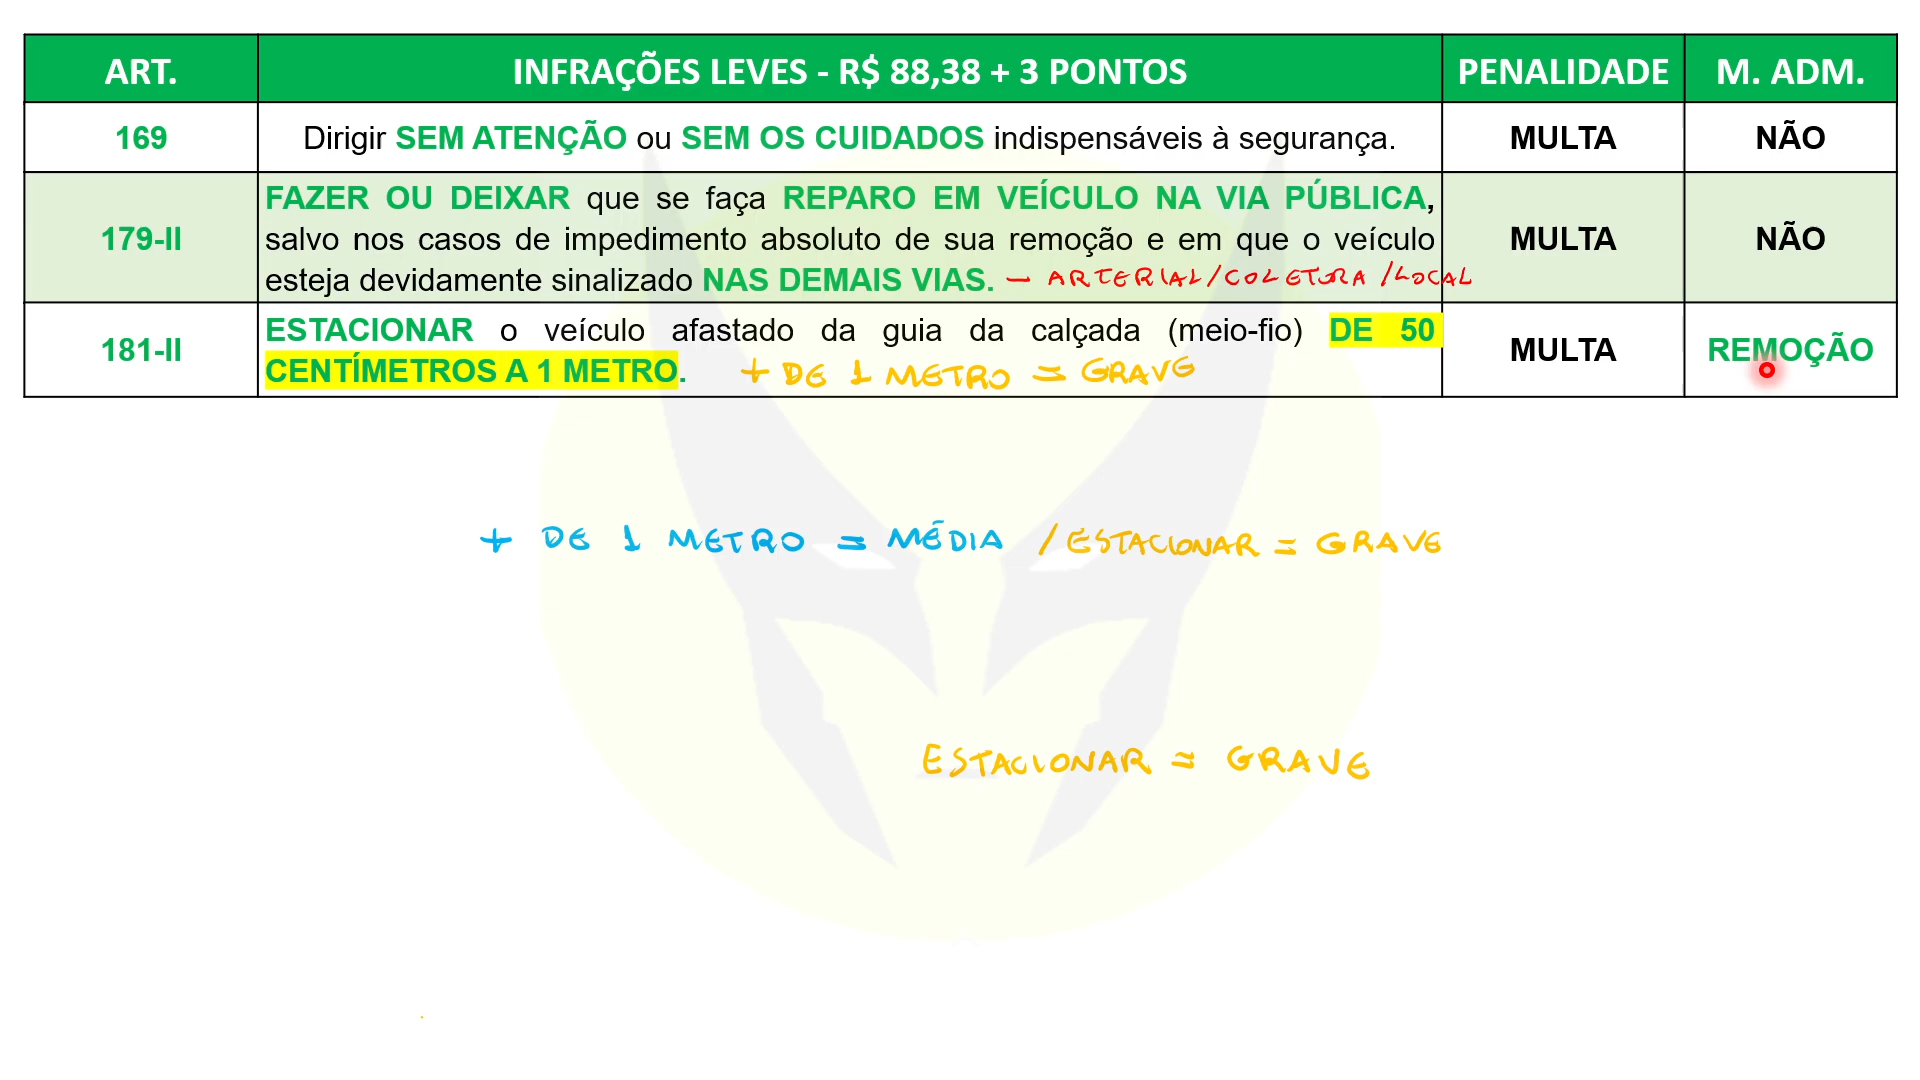 ART. INFRAÇÕES LEVES - R$ 88,38 + 3 PONTOS PENALIDADE M. ADM.
169 Dirigir SEM ATENÇÃO ou SEM OS CUIDADOS indispensáveis à segurança. MULTA NÃO
FAZER OU DEIXAR que se faça REPARO EM VEÍCULO NA VIA PÚBLICA,
179-II salvo nos casos de impedimento absoluto de sua remoção e em que o veículo MULTA NÃO
esteja devidamente sinalizado NAS DEMAIS VIAS. – ARTERIAL/COLETORA/LOCAL
ESTACIONAR o veículo afastado da guia da calçada (meio-fio) DE 50
181-II MULTA REMOÇÃO
CENTÍMETROS A 1 METRO. + DE 1 METRO = GRAVE
+ DE 1 METRO = MÉDIA / ESTACIONAR = GRAVE
ESTACIONAR = GRAVE